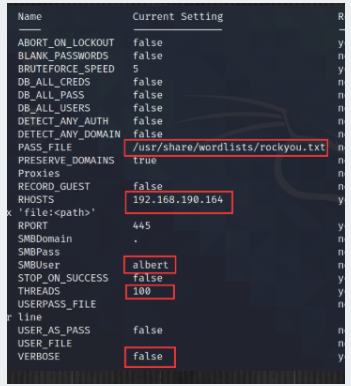 Name Current Setting R
ABORT_ON_LOCKOUT false y
BLANK_PASSWORDS false n
BRUTEFORCE_SPEED 5 y
DB_ALL_CREDS false n
DB_ALL_PASS false n
DB_ALL_USERS false n
DETECT_ANY_AUTH false n
DETECT_ANY_DOMAIN false n
PASS_FILE /usr/share/wordlists/rockyou.txt n
PRESERVE_DOMAINS true n
Proxies n
RECORD_GUEST false n
RHOSTS 192.168.190.164 y
x 'file:<path>'
RPORT 445 y
SMBDomain . n
SMBPass n
SMBUser albert n
STOP_ON_SUCCESS false y
THREADS 100 y
USERPASS_FILE n
r line
USER_AS_PASS false n
USER_FILE n
VERBOSE false y